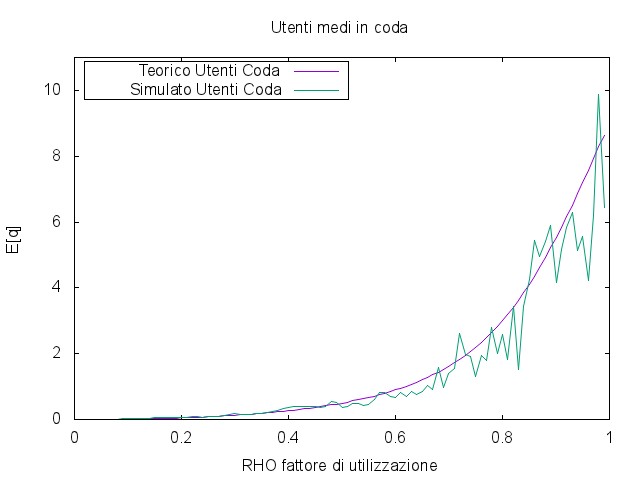 Utenti medi in coda
Teorico Utenti Coda
Simulato Utenti Coda
10
8
6
4
2
0
E[q]
0 0.2 0.4 0.6 0.8 1
RHO fattore di utilizzazione